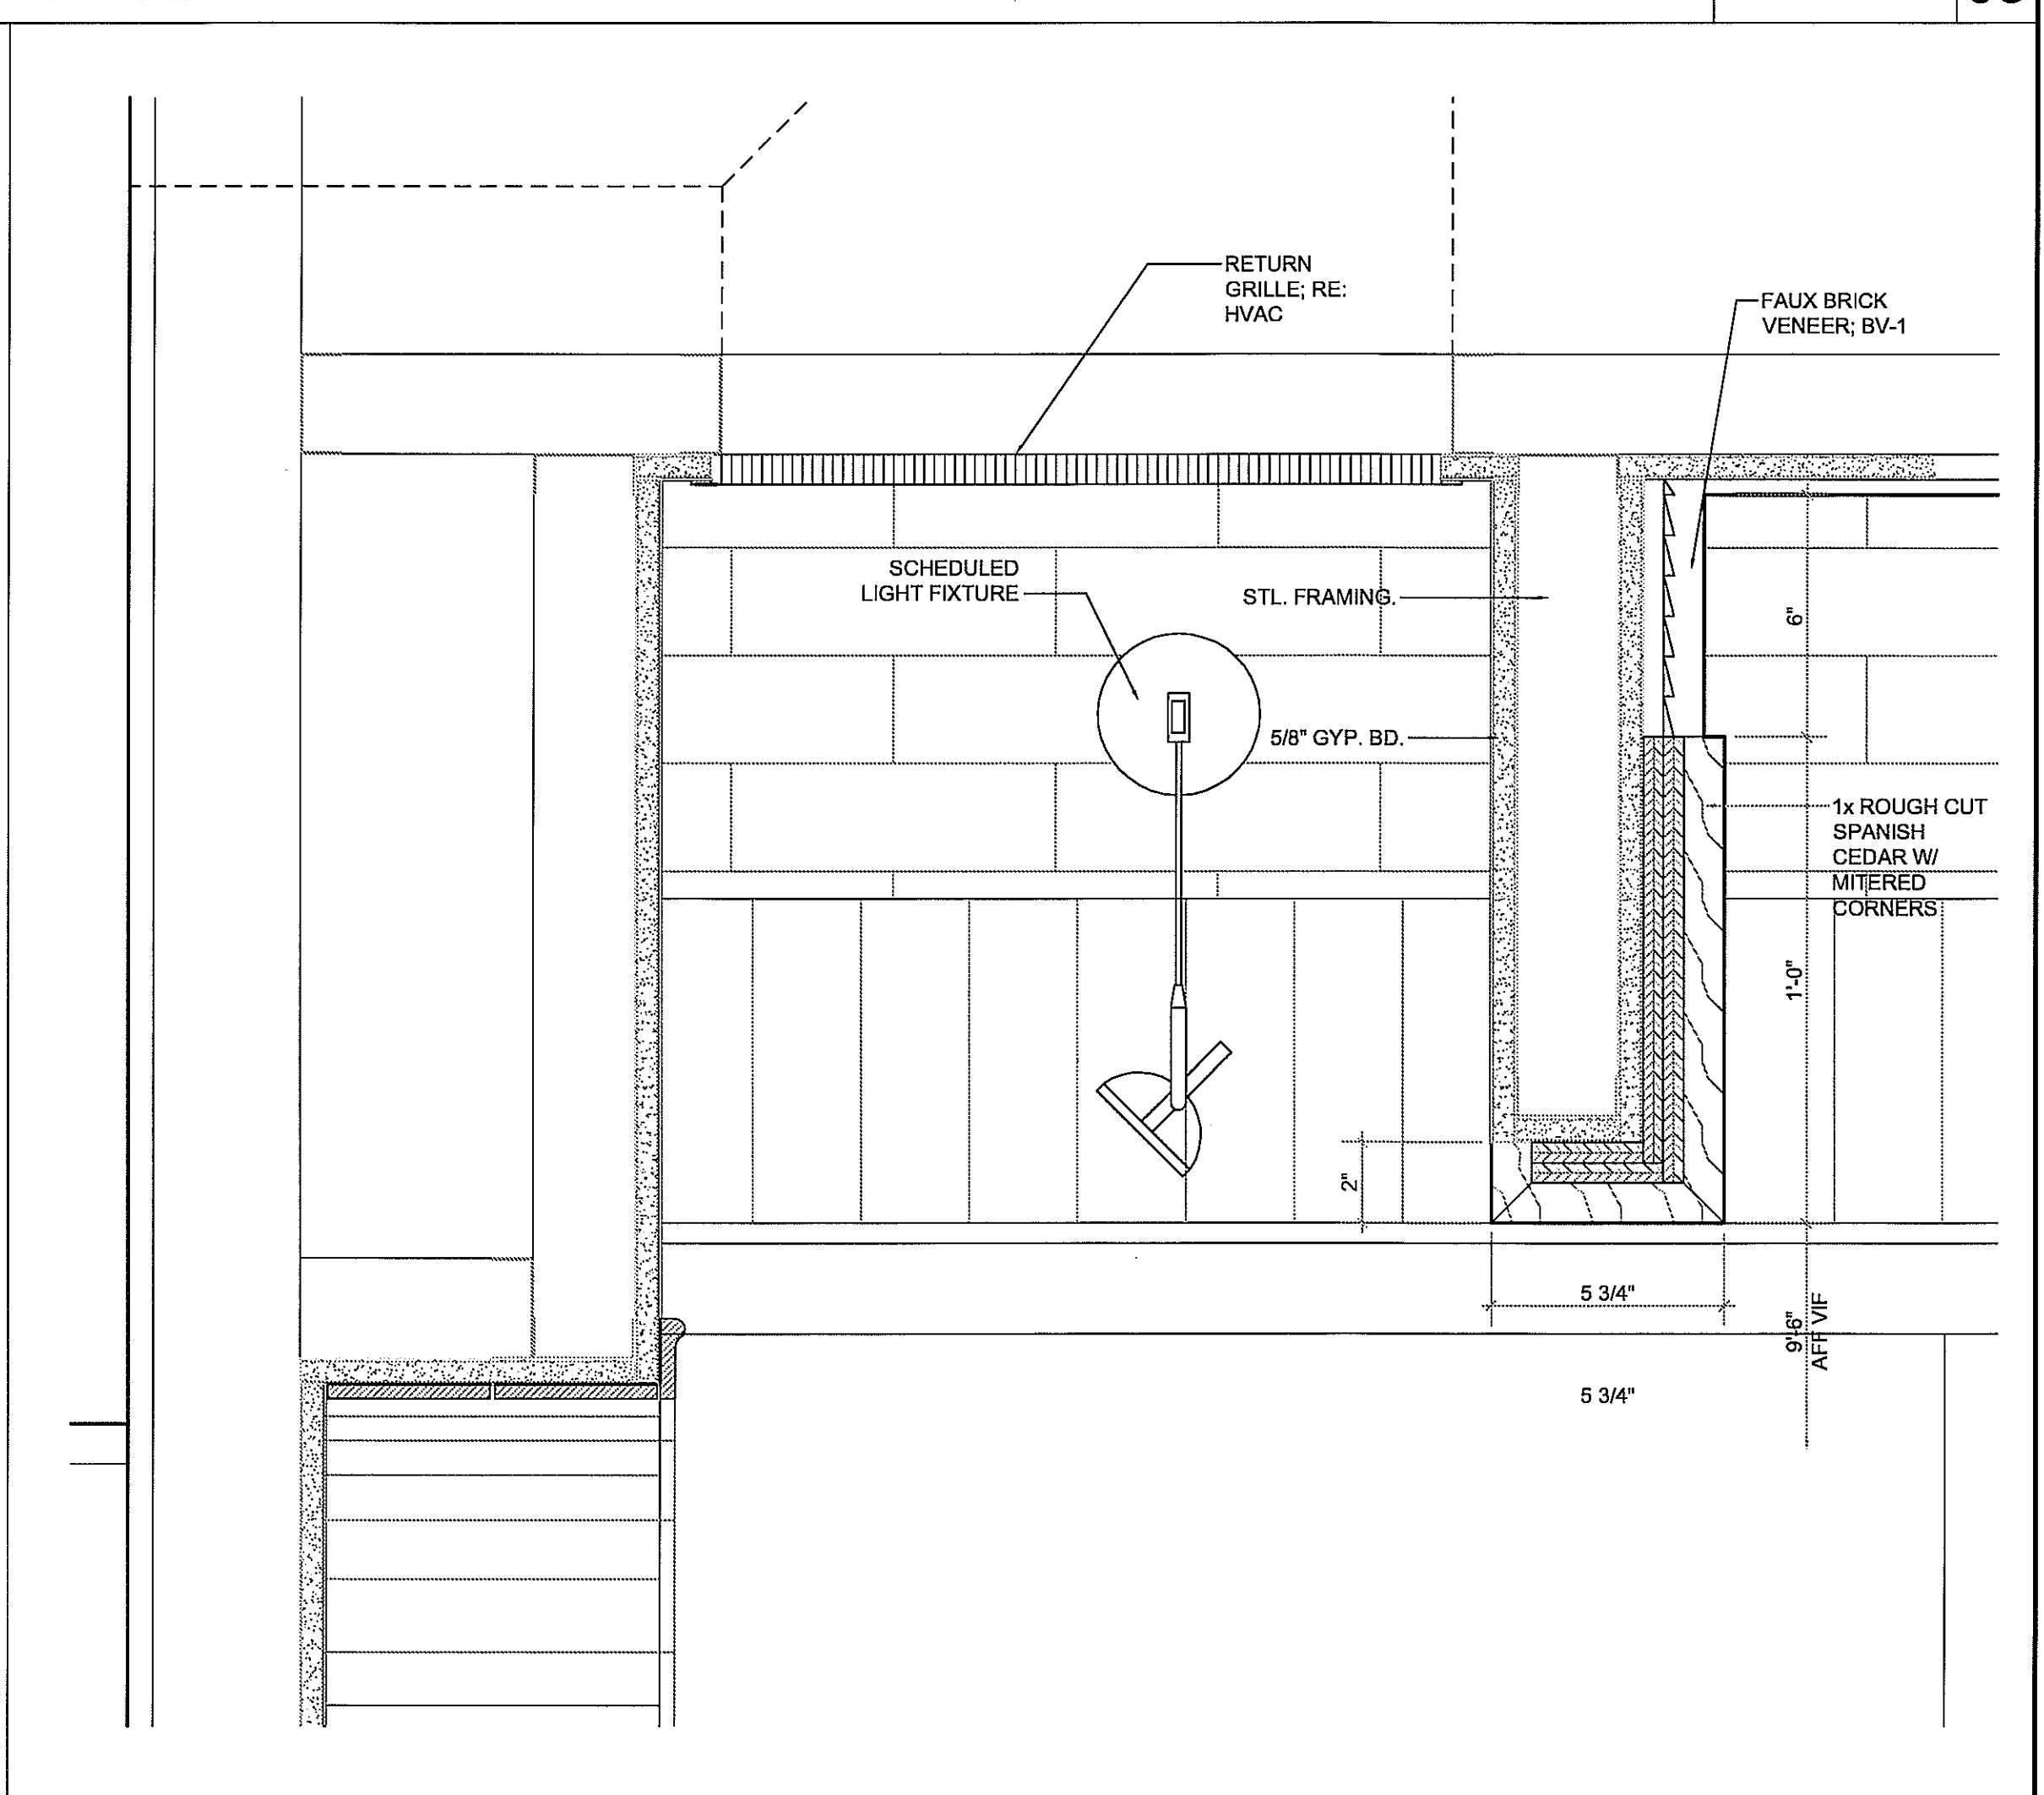 RETURN
GRILLE; RE:
HVAC
FAUX BRICK
VENEER; BV-1
SCHEDULED
LIGHT FIXTURE
STL. FRAMING.
6"
5/8" GYP. BD.
1x ROUGH CUT
SPANISH
CEDAR W/
MITERED
CORNERS
1'-0"
2"
5 3/4"
9'-6"
AFF VIF
5 3/4"